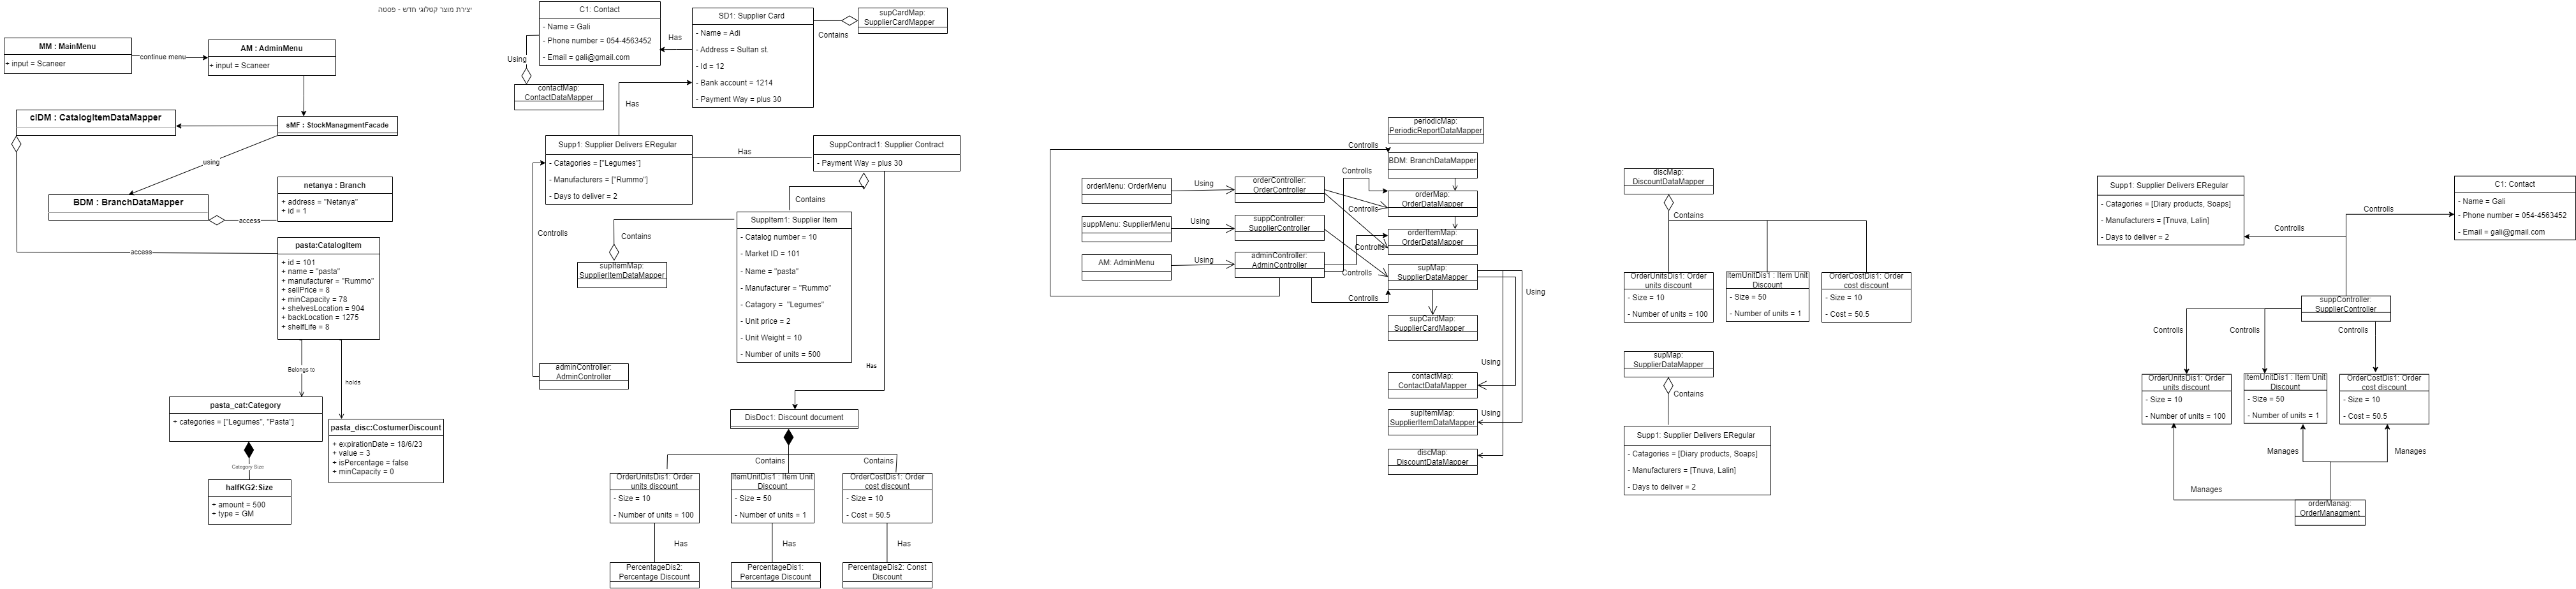 יצירת מוצר קטלוגי חדש - פסטה
MM : MainMenu
+ input = Scaneer
continue menu
AM : AdminMenu
+ input = Scaneer
cIDM : CatalogItemDataMapper
sMF : StockManagmentFacade
using
BDM : BranchDataMapper
access
netanya : Branch
+ address = "Netanya"
+ id = 1
access
pasta:CatalogItem
+ id = 101
+ name = "pasta"
+ manufacturer = "Rummo"
+ sellPrice = 8
+ minCapacity = 78
+ shelvesLocation = 904
+ backLocation = 1275
+ shelfLife = 8
Belongs to
holds
pasta_cat:Category
+ categories = ["Legumes", "Pasta"]
Category Size
halfKG2:Size
+ amount = 500
+ type = GM
pasta_disc:CostumerDiscount
+ expirationDate = 18/6/23
+ value = 3
+ isPercentage = false
+ minCapacity = 0
C1: Contact
- Name = Gali
- Phone number = 054-4563452
- Email = gali@gmail.com
Using
contactMap:
ContactDataMapper
Has
SD1: Supplier Card
- Name = Adi
- Address = Sultan st.
- Id = 12
- Bank account = 1214
- Payment Way = plus 30
Contains
supCardMap:
SupplierCardMapper
Has
Supp1: Supplier Delivers ERegular
- Catagories = ["Legumes"]
- Manufacturers = ["Rummo"]
- Days to deliver = 2
Has
SuppContract1: Supplier Contract
- Payment Way = plus 30
Contains
Controlls
Contains
supItemMap:
SupplierItemDataMapper
SuppItem1: Supplier Item
- Catalog number = 10
- Market ID = 101
- Name = "pasta"
- Manufacturer = "Rummo"
- Catagory = "Legumes"
- Unit price = 2
- Unit Weight = 10
- Number of units = 500
adminController:
AdminController
Has
DisDoc1: Discount document
Contains
Contains
OrderUnitsDis1: Order
units discount
- Size = 10
- Number of units = 100
ItemUnitDis1 : Item Unit
Discount
- Size = 50
- Number of units = 1
OrderCostDis1: Order
cost discount
- Size = 10
- Cost = 50.5
Has
Has
Has
PercentageDis2:
Percentage Discount
PercentageDis1:
Percentage Discount
PercentageDis2: Const
Discount
periodicMap:
PeriodicReportDataMapper
Controlls
BDM: BranchDataMapper
Controlls
orderMenu: OrderMenu
Using
orderController:
OrderController
orderMap:
OrderDataMapper
Controlls
suppMenu: SupplierMenu
Using
suppController:
SupplierController
orderItemMap:
OrderDataMapper
Controlls
AM: AdminMenu
Using
adminController:
AdminController
Controlls
supMap:
SupplierDataMapper
Controlls
Using
supCardMap:
SupplierCardMapper
Using
contactMap:
ContactDataMapper
Using
supItemMap:
SupplierItemDataMapper
discMap:
DiscountDataMapper
discMap:
DiscountDataMapper
Contains
OrderUnitsDis1: Order
units discount
- Size = 10
- Number of units = 100
ItemUnitDis1 : Item Unit
Discount
- Size = 50
- Number of units = 1
OrderCostDis1: Order
cost discount
- Size = 10
- Cost = 50.5
supMap:
SupplierDataMapper
Contains
Supp1: Supplier Delivers ERegular
- Catagories = [Diary products, Soaps]
- Manufacturers = [Tnuva, Lalin]
- Days to deliver = 2
Supp1: Supplier Delivers ERegular
- Catagories = [Diary products, Soaps]
- Manufacturers = [Tnuva, Lalin]
- Days to deliver = 2
Controlls
Controlls
C1: Contact
- Name = Gali
- Phone number = 054-4563452
- Email = gali@gmail.com
suppController:
SupplierController
Controlls
Controlls
Controlls
OrderUnitsDis1: Order
units discount
- Size = 10
- Number of units = 100
ItemUnitDis1 : Item Unit
Discount
- Size = 50
- Number of units = 1
OrderCostDis1: Order
cost discount
- Size = 10
- Cost = 50.5
Manages
Manages
Manages
orderManag:
OrderManagment